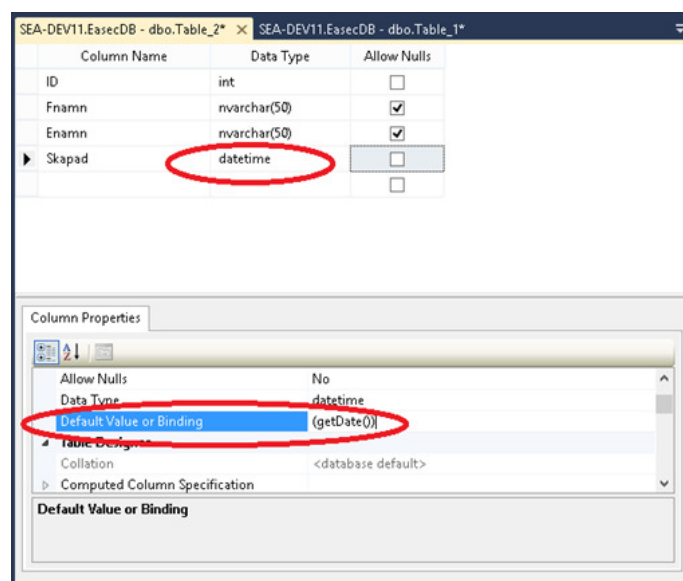 SEA-DEV11.EasecDB - dbo.Table_2* SEA-DEV11.EasecDB - dbo.Table_1*
Column Name Data Type Allow Nulls
ID int
Fnamn nvarchar(50)
Enamn nvarchar(50)
Skapad datetime
Column Properties
Allow Nulls No
Data Type datetime
Default Value or Binding (getDate())
Table Designer
Collation <database default>
Computed Column Specification
Default Value or Binding